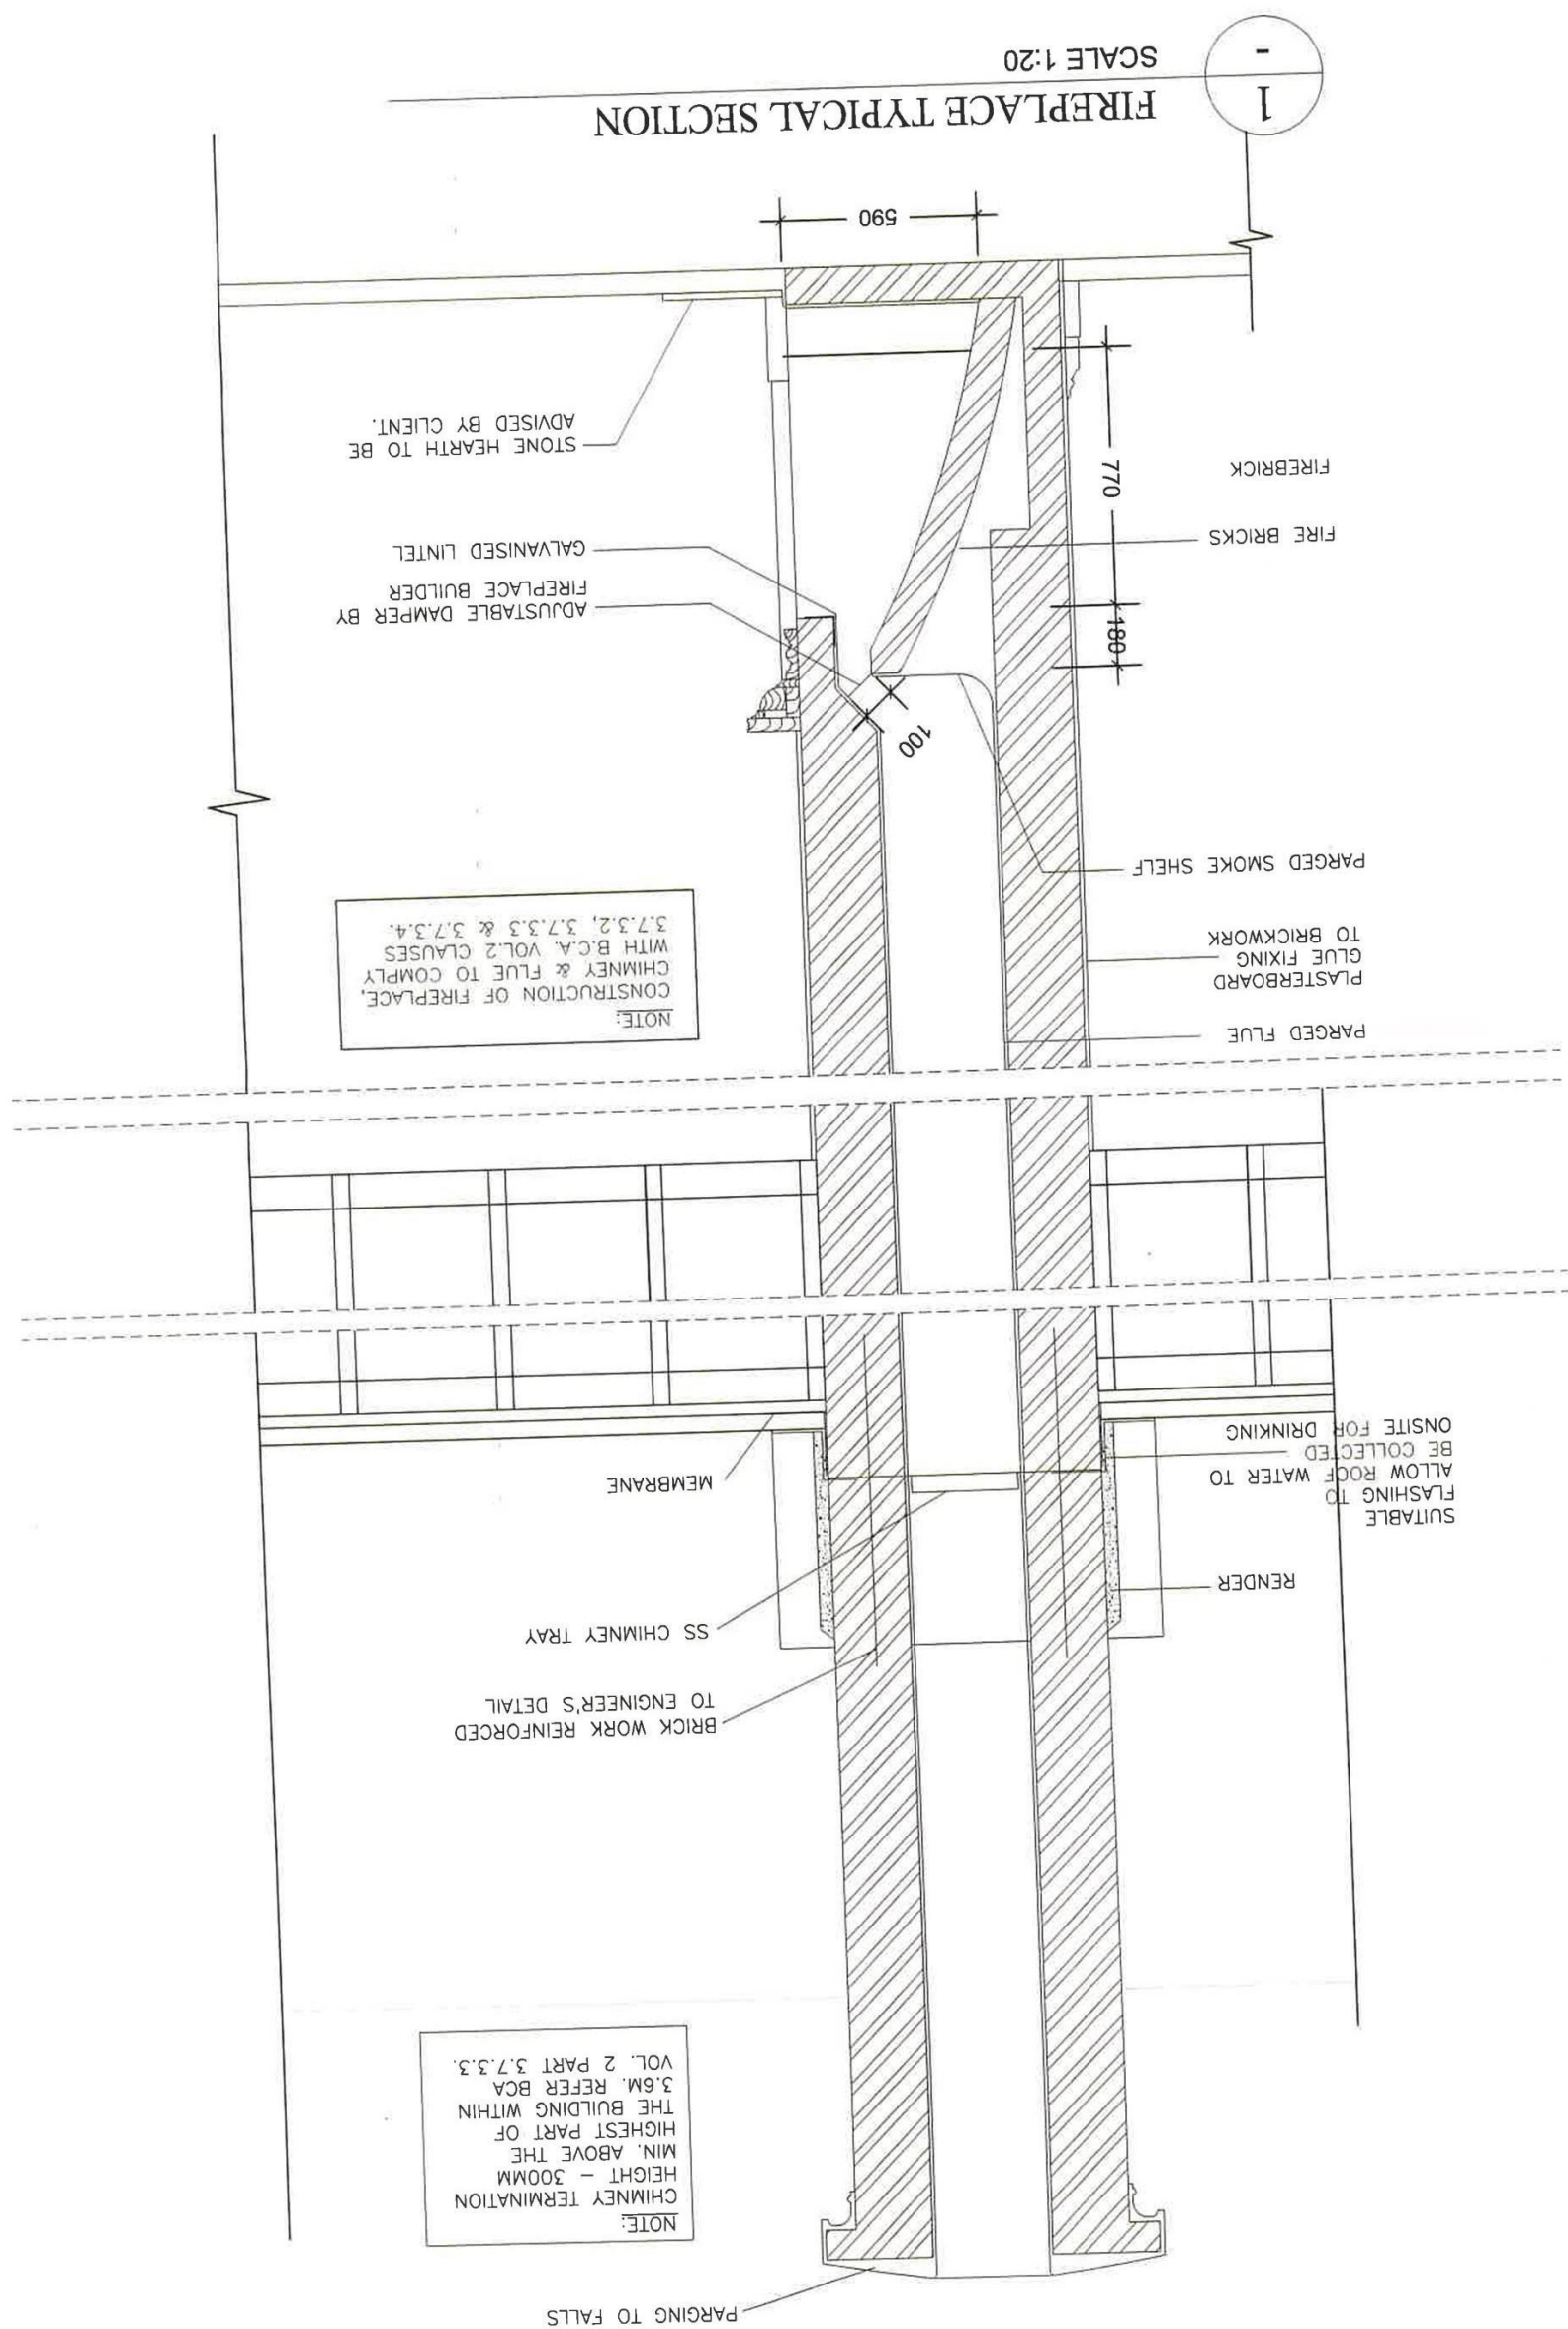 PARGING TO FALLS
NOTE:
CHIMNEY TERMINATION
HEIGHT – 300MM
MIN. ABOVE THE
HIGHEST PART OF
THE BUILDING WITHIN
3.6M. REFER BCA
VOL. 2 PART 3.7.3.3.
BRICK WORK REINFORCED
TO ENGINEER'S DETAIL
SS CHIMNEY TRAY
RENDER
SUITABLE
FLASHING TO
ALLOW ROOF WATER TO
BE COLLECTED
ONSITE FOR DRINKING
MEMBRANE
PARGED FLUE
PLASTERBOARD
GLUE FIXING
TO BRICKWORK
NOTE:
CONSTRUCTION OF FIREPLACE,
CHIMNEY & FLUE TO COMPLY
WITH B.C.A. VOL.2 CLAUSES
3.7.3.2, 3.7.3.3 & 3.7.3.4.
PARGED SMOKE SHELF
100
180
ADJUSTABLE DAMPER BY
FIREPLACE BUILDER
GALVANISED LINTEL
FIRE BRICKS
FIREBRICK
770
STONE HEARTH TO BE
ADVISED BY CLIENT.
590
1
-
FIREPLACE TYPICAL SECTION
SCALE 1:20